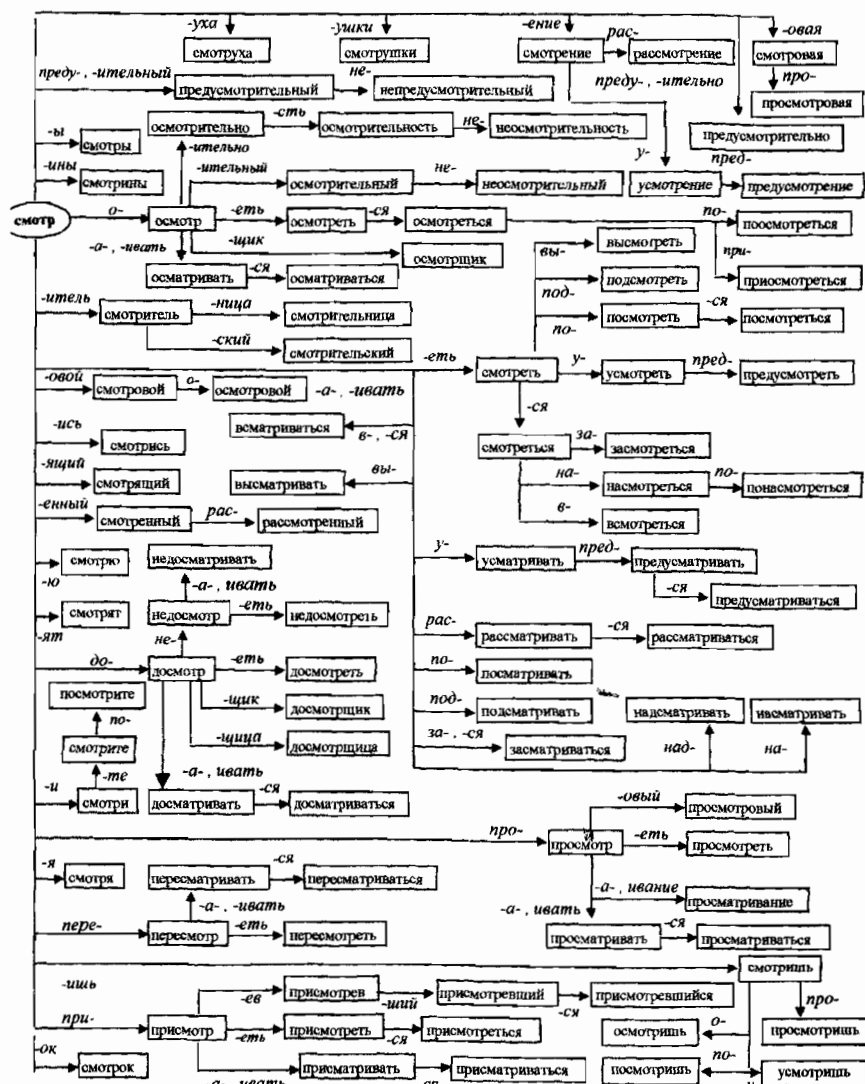 -уха -ушки -ение рас- -овая
смотруха смотрушки смотрение рассмотрение смотровая
преду-, -ительный не- преду-, -ительно про-
предусмотрительный непредусмотрительный просмотровая
-сть не-
осмотрительно осмотрительность неосмотрительность предусмотрительно
-ы смотры -ительно
-ины -ительный не- у- пред-
смотрины осмотрительный неосмотрительный усмотрение предусмотрение
смотр о- осмотр -еть осмотреть -ся осмотреться по- поосмотреться
-а-, -ивать -щик осмотрщик вы- высмотреть при-
осматривать -ся осматриваться под- подсмотреть приосмотреться
-итель -ница по- -ся
смотритель смотрительница посмотреть посмотреться
-ский смотрительский -еть
смотреть у- усмотреть пред- предусмотреть
-овой смотровой о- осмотровой -а-, -ивать
-ся
всматриваться в-, -ся
-ись смотрись смотреться за- засмотреться
-ящий смотрящий высматривать вы- на- насмотреться по- понасмотреться
-енный смотренный рас- рассмотренный в- всмотреться
смотрю недосматривать у- усматривать пред- предусматривать
-ю -а-, ивать -ся
смотрят недосмотр -еть недосмотреть предусматриваться
-ят не- рас- рассматривать -ся рассматриваться
до- досмотр -еть досмотреть по- посматривать
посмотрите -щик досмотрщик под- подсматривать надсматривать насматривать
по- -щица за-, -ся
смотрите досмотрщица засматриваться над- на-
-те -а-, ивать
-и смотри досматривать -ся досматриваться
-овый просмотровый
про- просмотр -еть просмотреть
-я смотря пересматривать -ся пересматриваться
-а-, -ивать -а-, ивать -а-, ивание просматривание
пере- пересмотр -еть пересмотреть просматривать -ся просматриваться
смотришь
-ишь -ев присмотрев -ший присмотревший -ся присмотревшийся про-
при- присмотр -еть присмотреть -ся присмотреться осмотришь о- просмотришь
-ок смотрок присматривать присматриваться посмотришь по- усмотришь
-а-, -ивать -ся у-